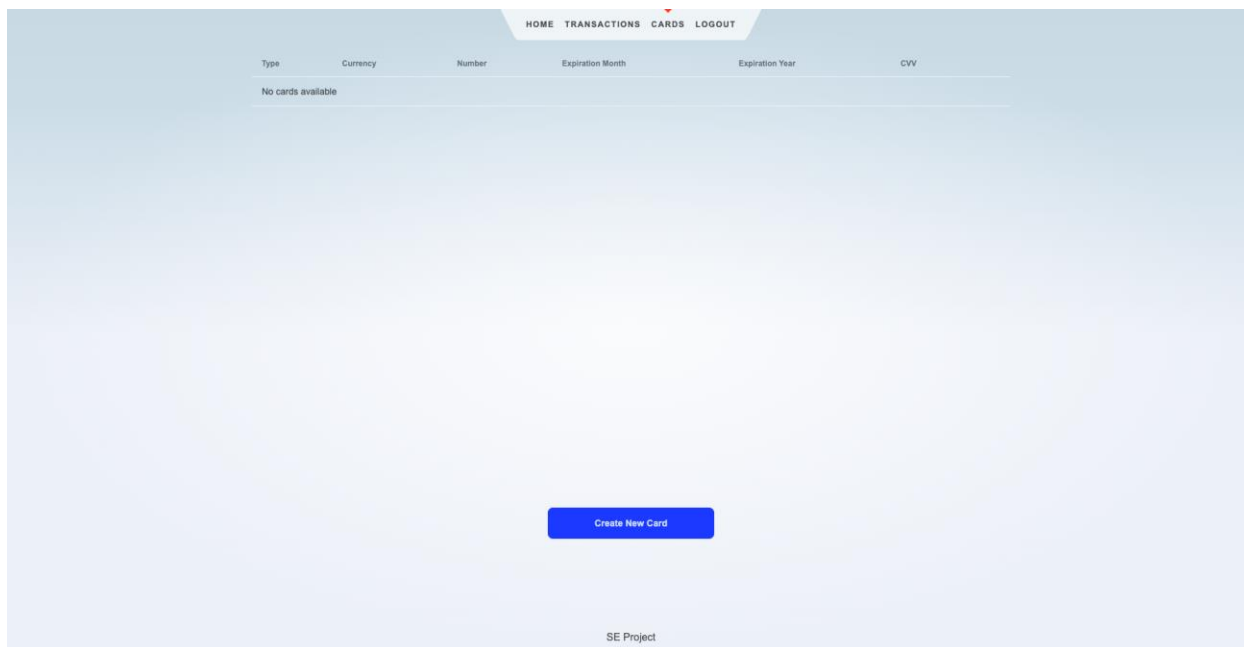 HOME TRANSACTIONS CARDS LOGOUT
Type Currency Number Expiration Month Expiration Year CVV
No cards available
Create New Card
SE Project